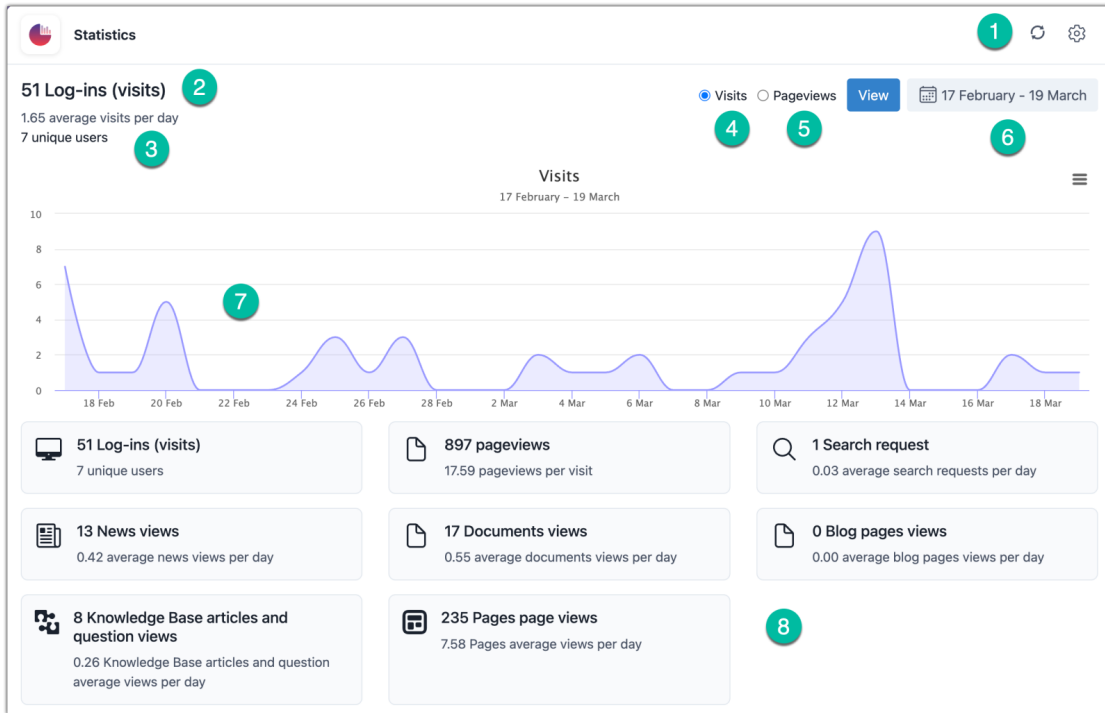 Statistics
1
51 Log-ins (visits)
2
1.65 average visits per day
7 unique users
3
Visits
Pageviews
View
17 February - 19 March
4
5
6
Visits
17 February – 19 March
10
8
6
4
2
0
7
18 Feb 20 Feb 22 Feb 24 Feb 26 Feb 28 Feb 2 Mar 4 Mar 6 Mar 8 Mar 10 Mar 12 Mar 14 Mar 16 Mar 18 Mar
51 Log-ins (visits)
7 unique users
897 pageviews
17.59 pageviews per visit
1 Search request
0.03 average search requests per day
13 News views
0.42 average news views per day
17 Documents views
0.55 average documents views per day
0 Blog pages views
0.00 average blog pages views per day
8 Knowledge Base articles and
question views
0.26 Knowledge Base articles and question
average views per day
235 Pages page views
7.58 Pages average views per day
8